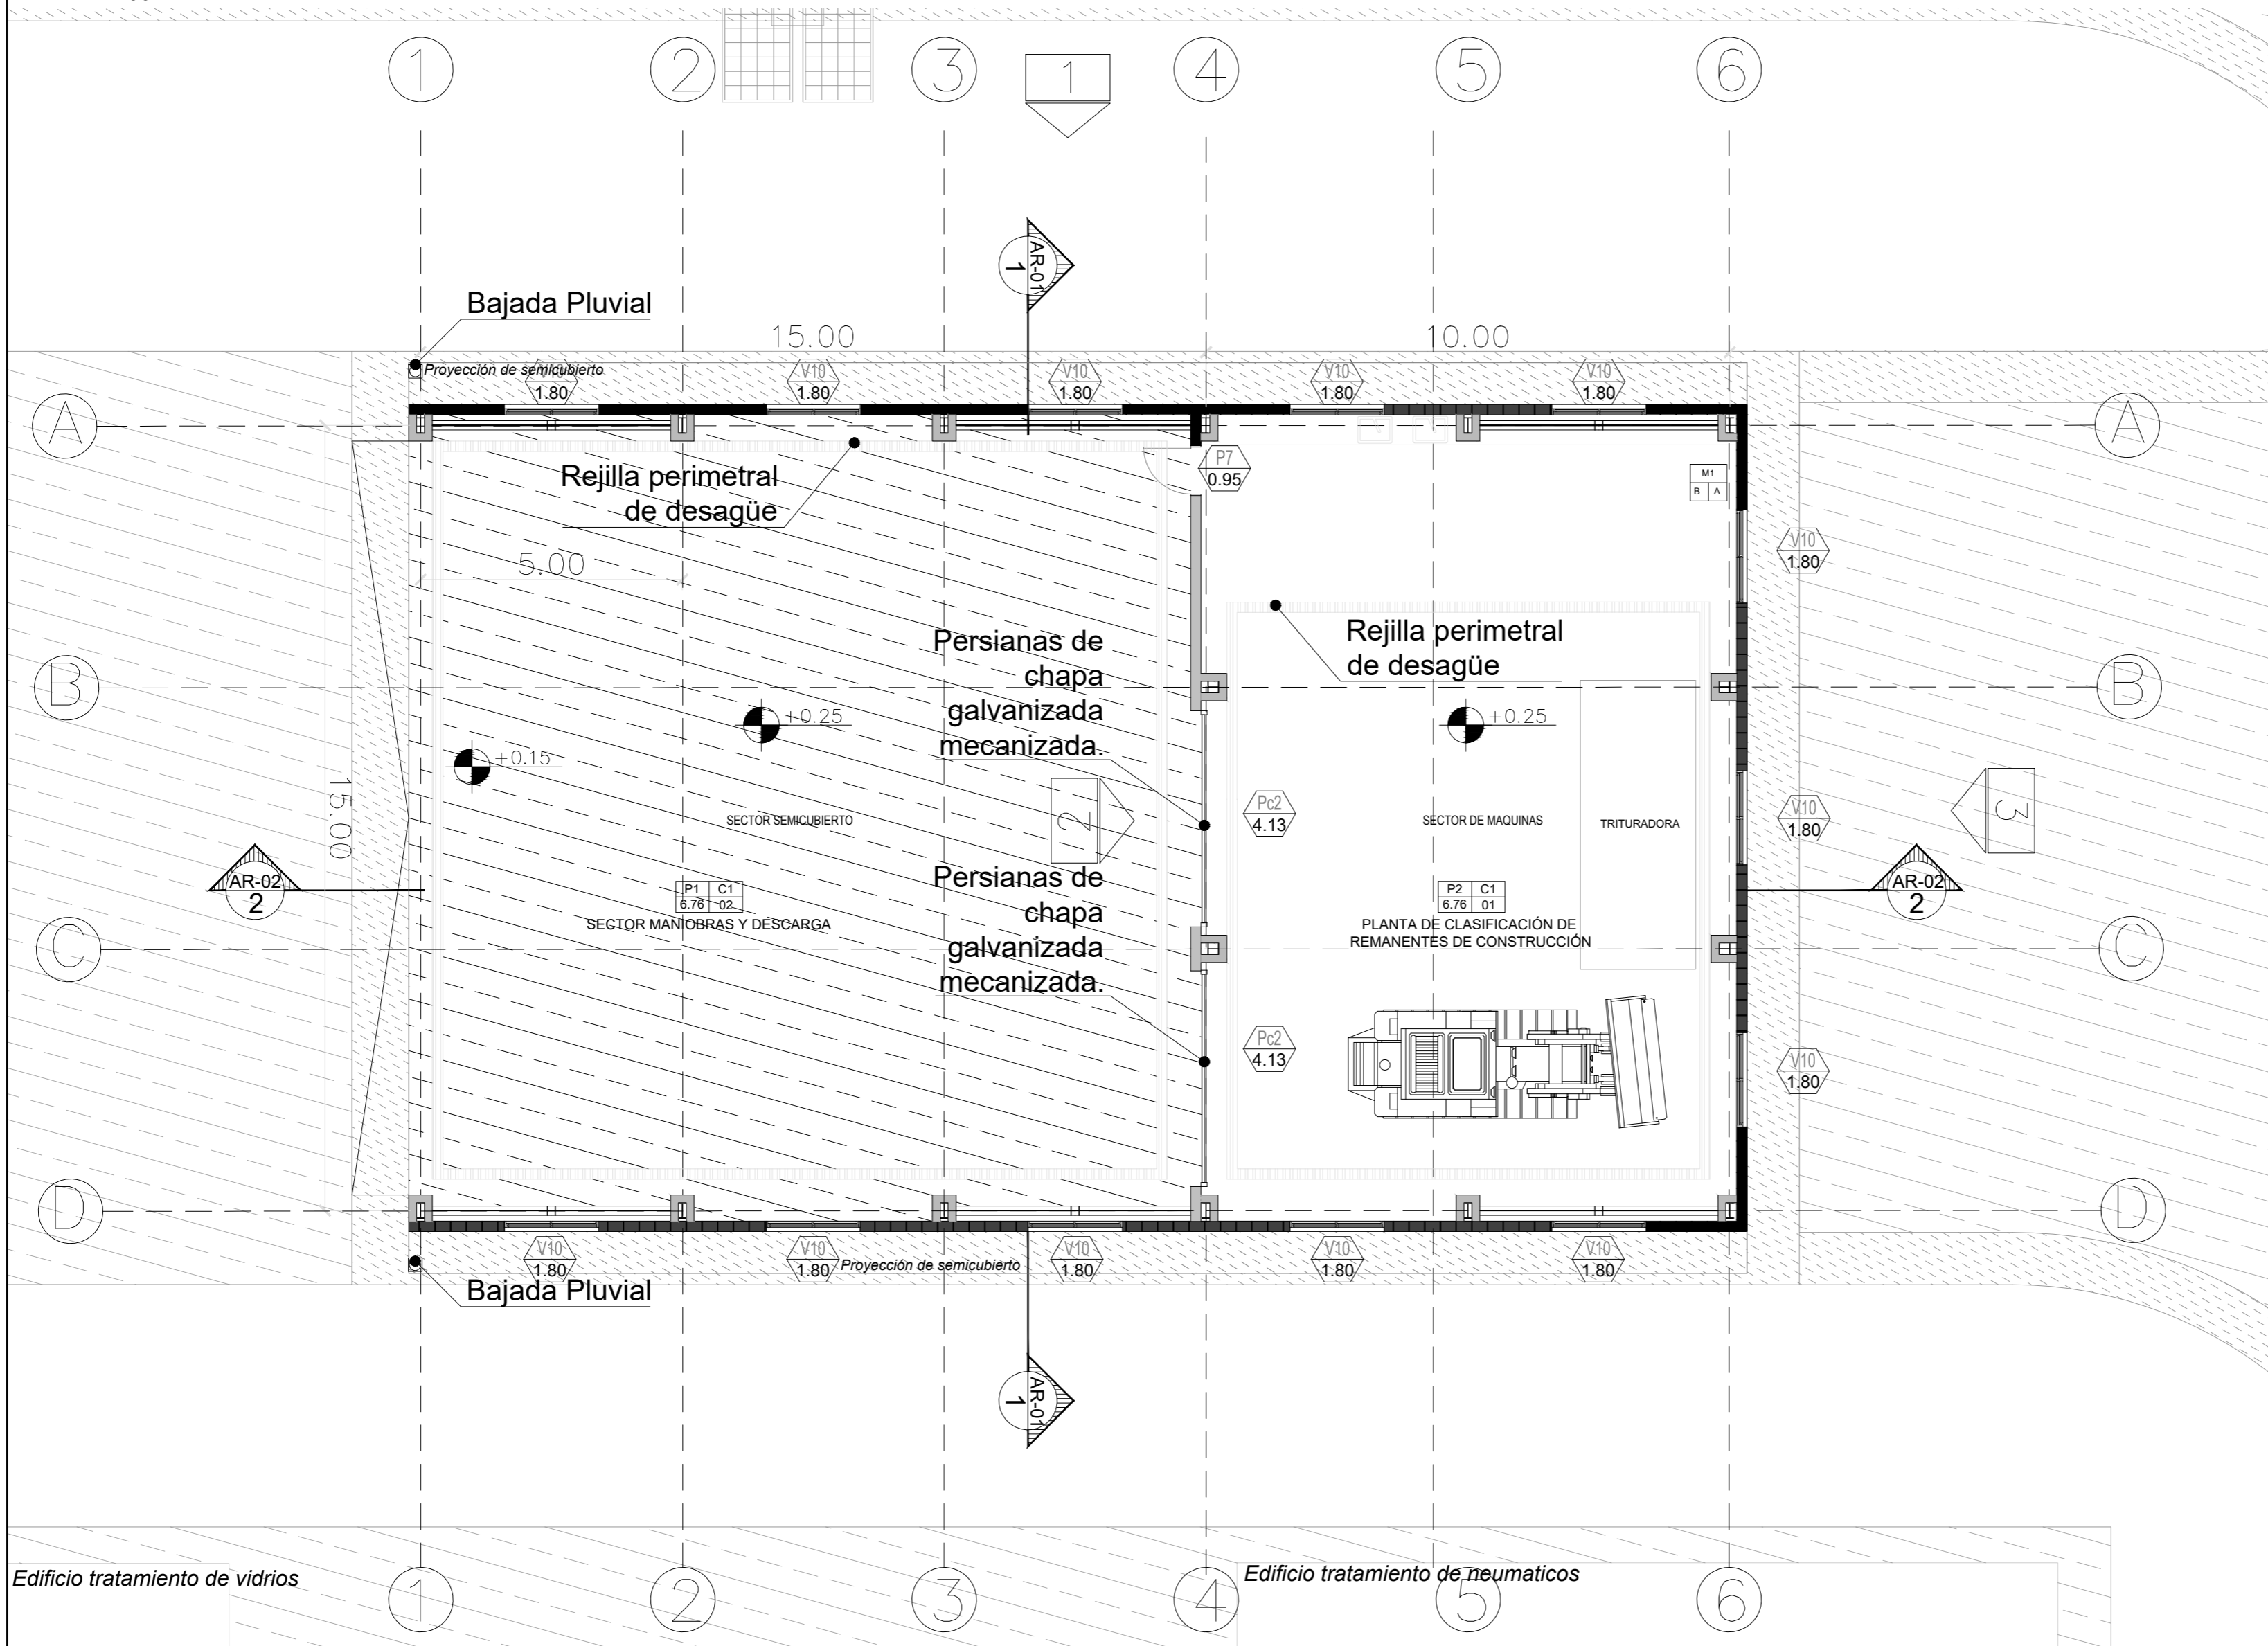 1
2
3
4
5
6
1
AR-01
1
Bajada Pluvial
15.00
10.00
Proyección de semicubierto
V10
1.80
V10
1.80
V10
1.80
V10
1.80
V10
1.80
A
A
Rejilla perimetral
de desagüe
P7
0.95
M1
B A
5.00
V10
1.80
Persianas de
chapa
galvanizada
mecanizada.
Rejilla perimetral
de desagüe
B
B
+0.25
+0.25
+0.15
15.00
2
Pc2
4.13
SECTOR SEMICUBIERTO
SECTOR DE MAQUINAS
TRITURADORA
V10
1.80
3
AR-02
2
P1 C1
6.76 02
SECTOR MANIOBRAS Y DESCARGA
Persianas de
chapa
galvanizada
mecanizada.
P2 C1
6.76 01
PLANTA DE CLASIFICACIÓN DE
REMANENTES DE CONSTRUCCIÓN
AR-02
2
C
C
Pc2
4.13
V10
1.80
D
D
V10
1.80
V10
1.80
Proyección de semicubierto
V10
1.80
V10
1.80
V10
1.80
Bajada Pluvial
AR-01
1
Edificio tratamiento de vidrios
Edificio tratamiento de neumaticos
1
2
3
4
5
6